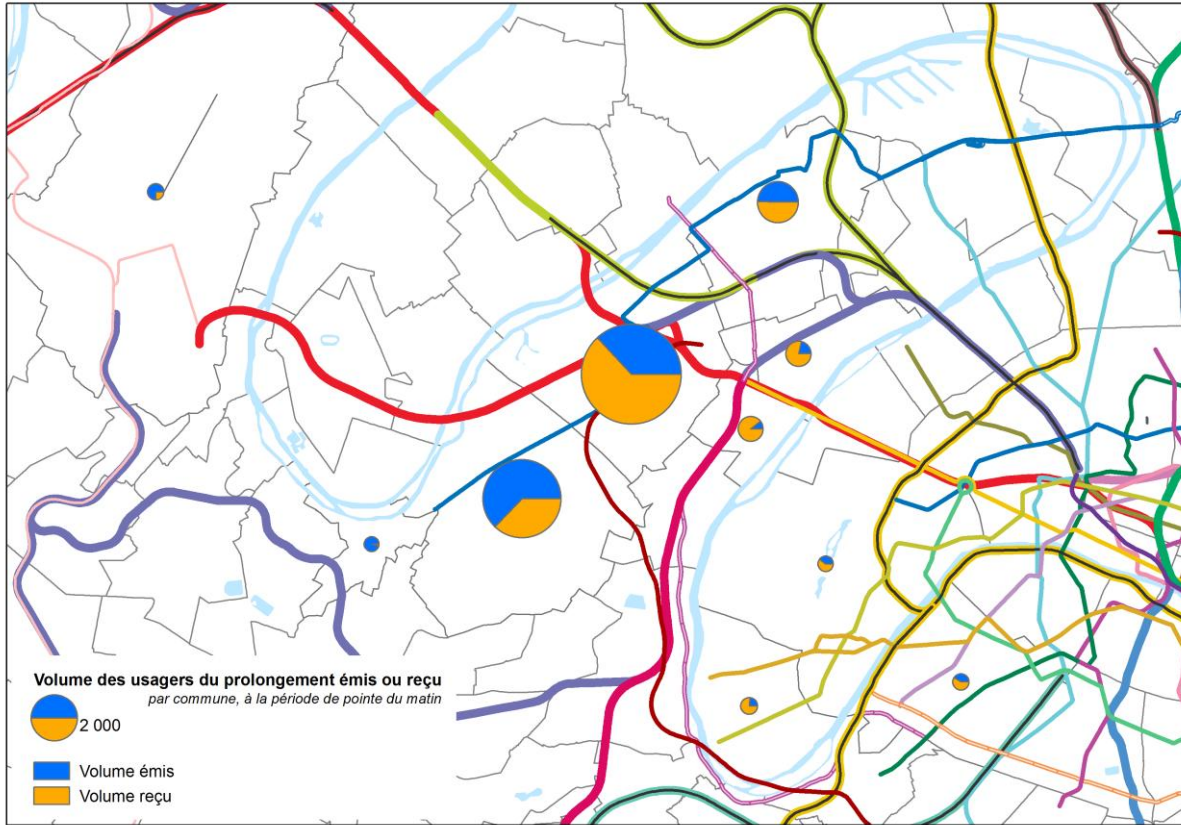 Volume des usagers du prolongement émis ou reçu
par commune, à la période de pointe du matin
2 000
Volume émis
Volume reçu